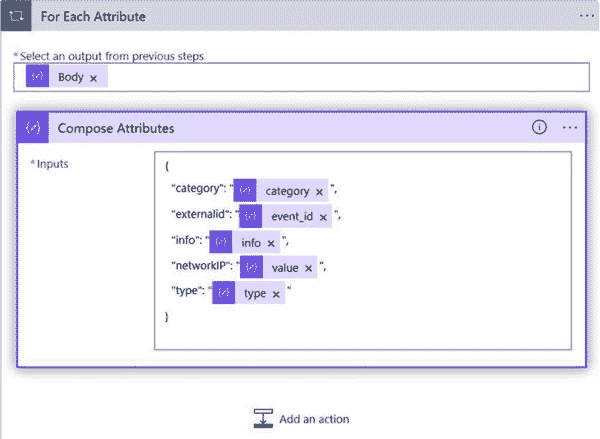 For Each Attribute
*Select an output from previous steps
Body ×
Compose Attributes
*Inputs
{
"category": " category × ",
"externalid": " event_id × ",
"info": " info × ",
"networkIP": " value × ",
"type": " type × "
}
Add an action